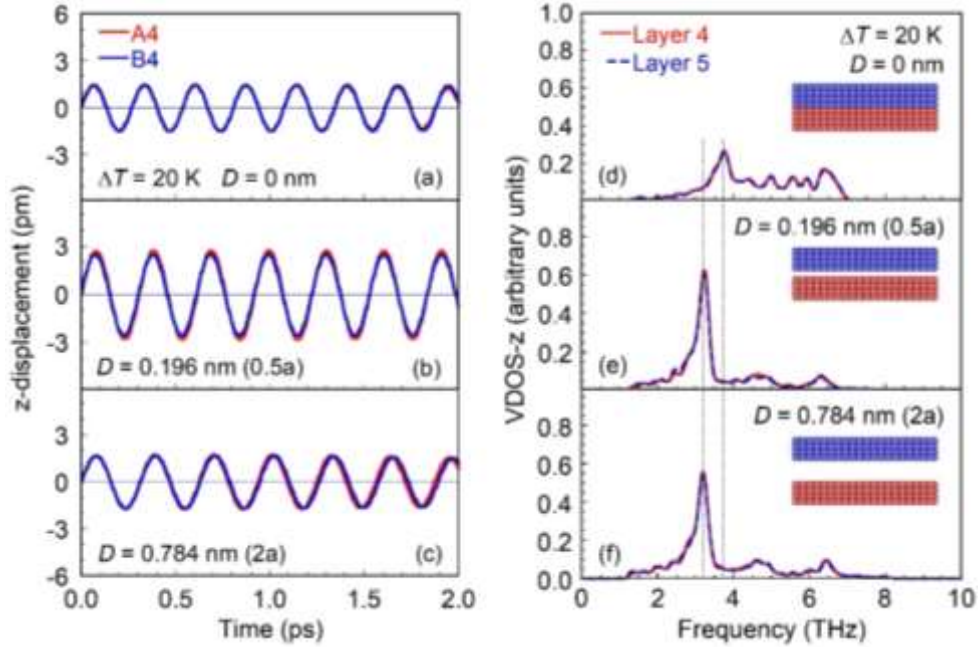 z-displacement (pm)
6
3
0
-3
A4
B4
ΔT = 20 K D = 0 nm (a)
3
0
-3
D = 0.196 nm (0.5a) (b)
3
0
-3
-6
D = 0.784 nm (2a) (c)
0.0 0.5 1.0 1.5 2.0
Time (ps)
VDOS-z (arbitrary units)
1.0
0.8
0.6
0.4
0.2
Layer 4
Layer 5
ΔT = 20 K
D = 0 nm
(d)
0.8
0.6
0.4
0.2
D = 0.196 nm (0.5a)
(e)
0.8
0.6
0.4
0.2
0.0
D = 0.784 nm (2a)
(f)
0 2 4 6 8 10
Frequency (THz)